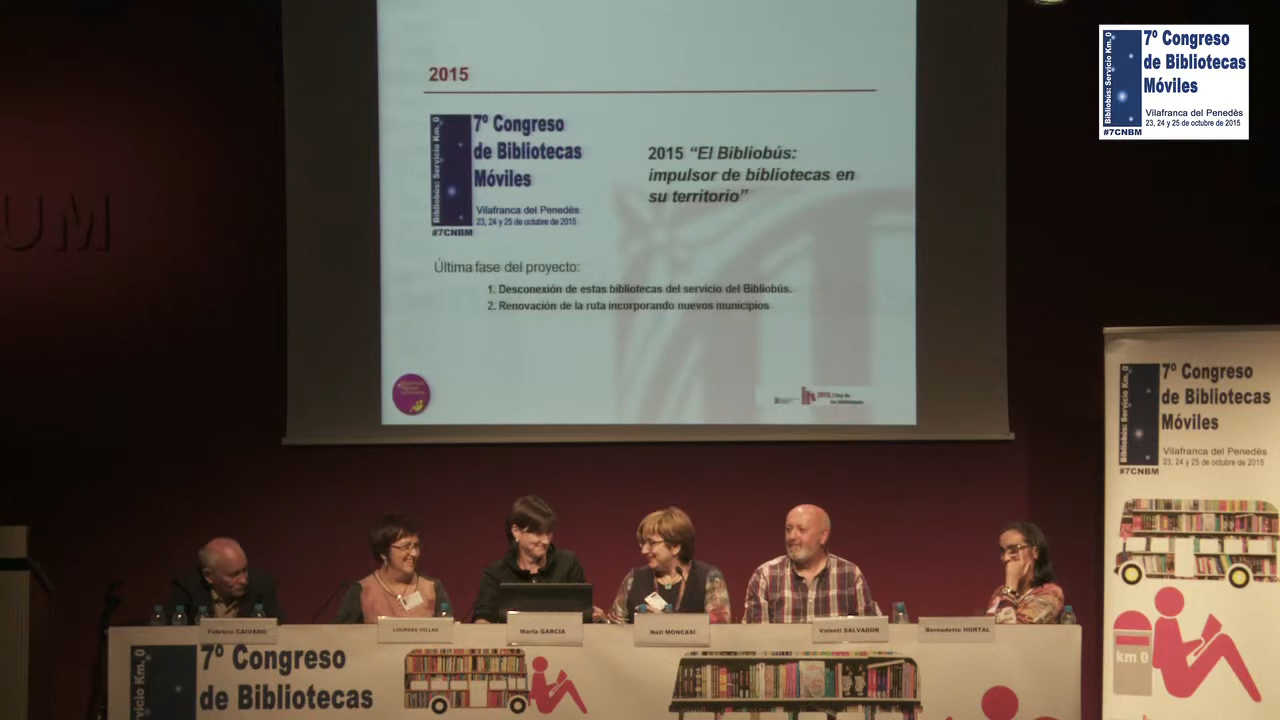 2015
Bibliobús: Servicio Km. 0
7º Congreso
de Bibliotecas
Móviles
Vilafranca del Penedès
23, 24 y 25 de octubre de 2015
#7CNBM
2015 “El Bibliobús:
impulsor de bibliotecas en
su territorio”
Última fase del proyecto:
1. Desconexión de estas bibliotecas del servicio del Bibliobús.
2. Renovación de la ruta incorporando nuevos municipios
Bibliobús: Servicio Km. 0
7º Congreso
de Bibliotecas
Móviles
Vilafranca del Penedès
23, 24 y 25 de octubre de 2015
#7CNBM
UM
Bibliobús: Servicio Km. 0
7º Congreso
de Bibliotecas
Móviles
Vilafranca del Penedès
23, 24 y 25 de octubre de 2015
#7CNBM
km 0
Fabricio CAIVANO
LOURDES VILLAS
Marta GARCÍA
Nati MONCASI
Valentí SALVADOR
Bernadette HORTAL
vicio Km. 0
7º Congreso
de Bibliotecas